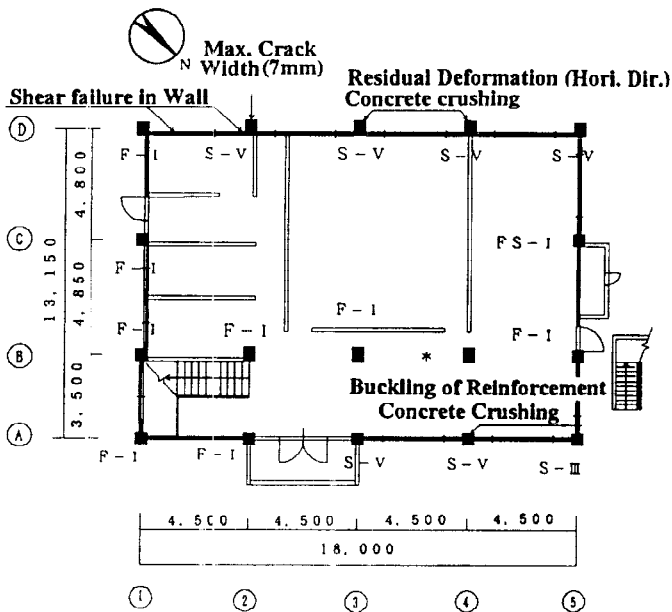 Max. Crack
Width (7mm)
N
Residual Deformation (Hori. Dir.)
Concrete crushing
Shear failure in Wall
D
F - I
S - V
S - V
S - V
S - V
4.800
C
F S - I
F - I
13,150
4,850
F - I
F - I
F - I
F - I
B
*
Buckling of Reinforcement
Concrete Crushing
3,500
A
F - I
F - I
S - V
S - V
S - III
4.500
4.500
4.500
4.500
18.000
1
2
3
4
5